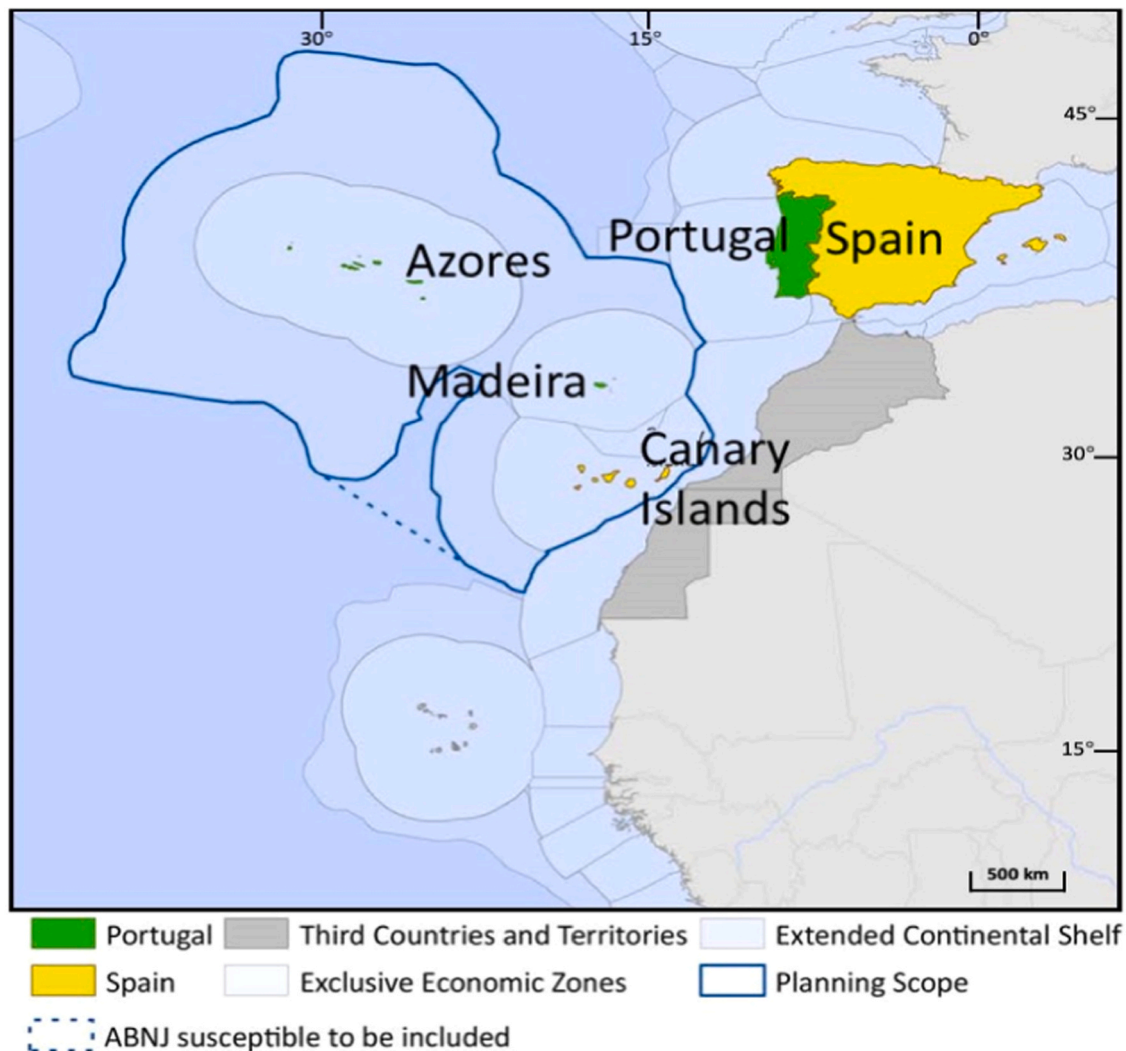 30° 15° 0°
45°
Portugal Spain
Azores
Madeira
Canary
30°
Islands
15°
500 km
Portugal Third Countries and Territories Extended Continental Shelf
Spain Exclusive Economic Zones Planning Scope
ABNJ susceptible to be included